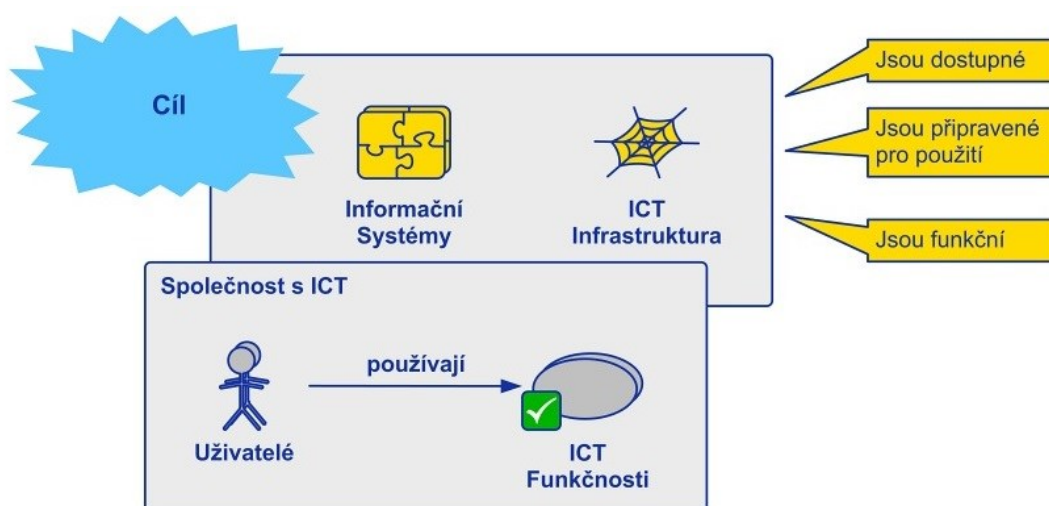 Cíl
Informační
Systémy
ICT
Infrastruktura
Jsou dostupné
Jsou připravené
pro použití
Jsou funkční
Společnost s ICT
Uživatelé
používají
ICT
Funkčnosti